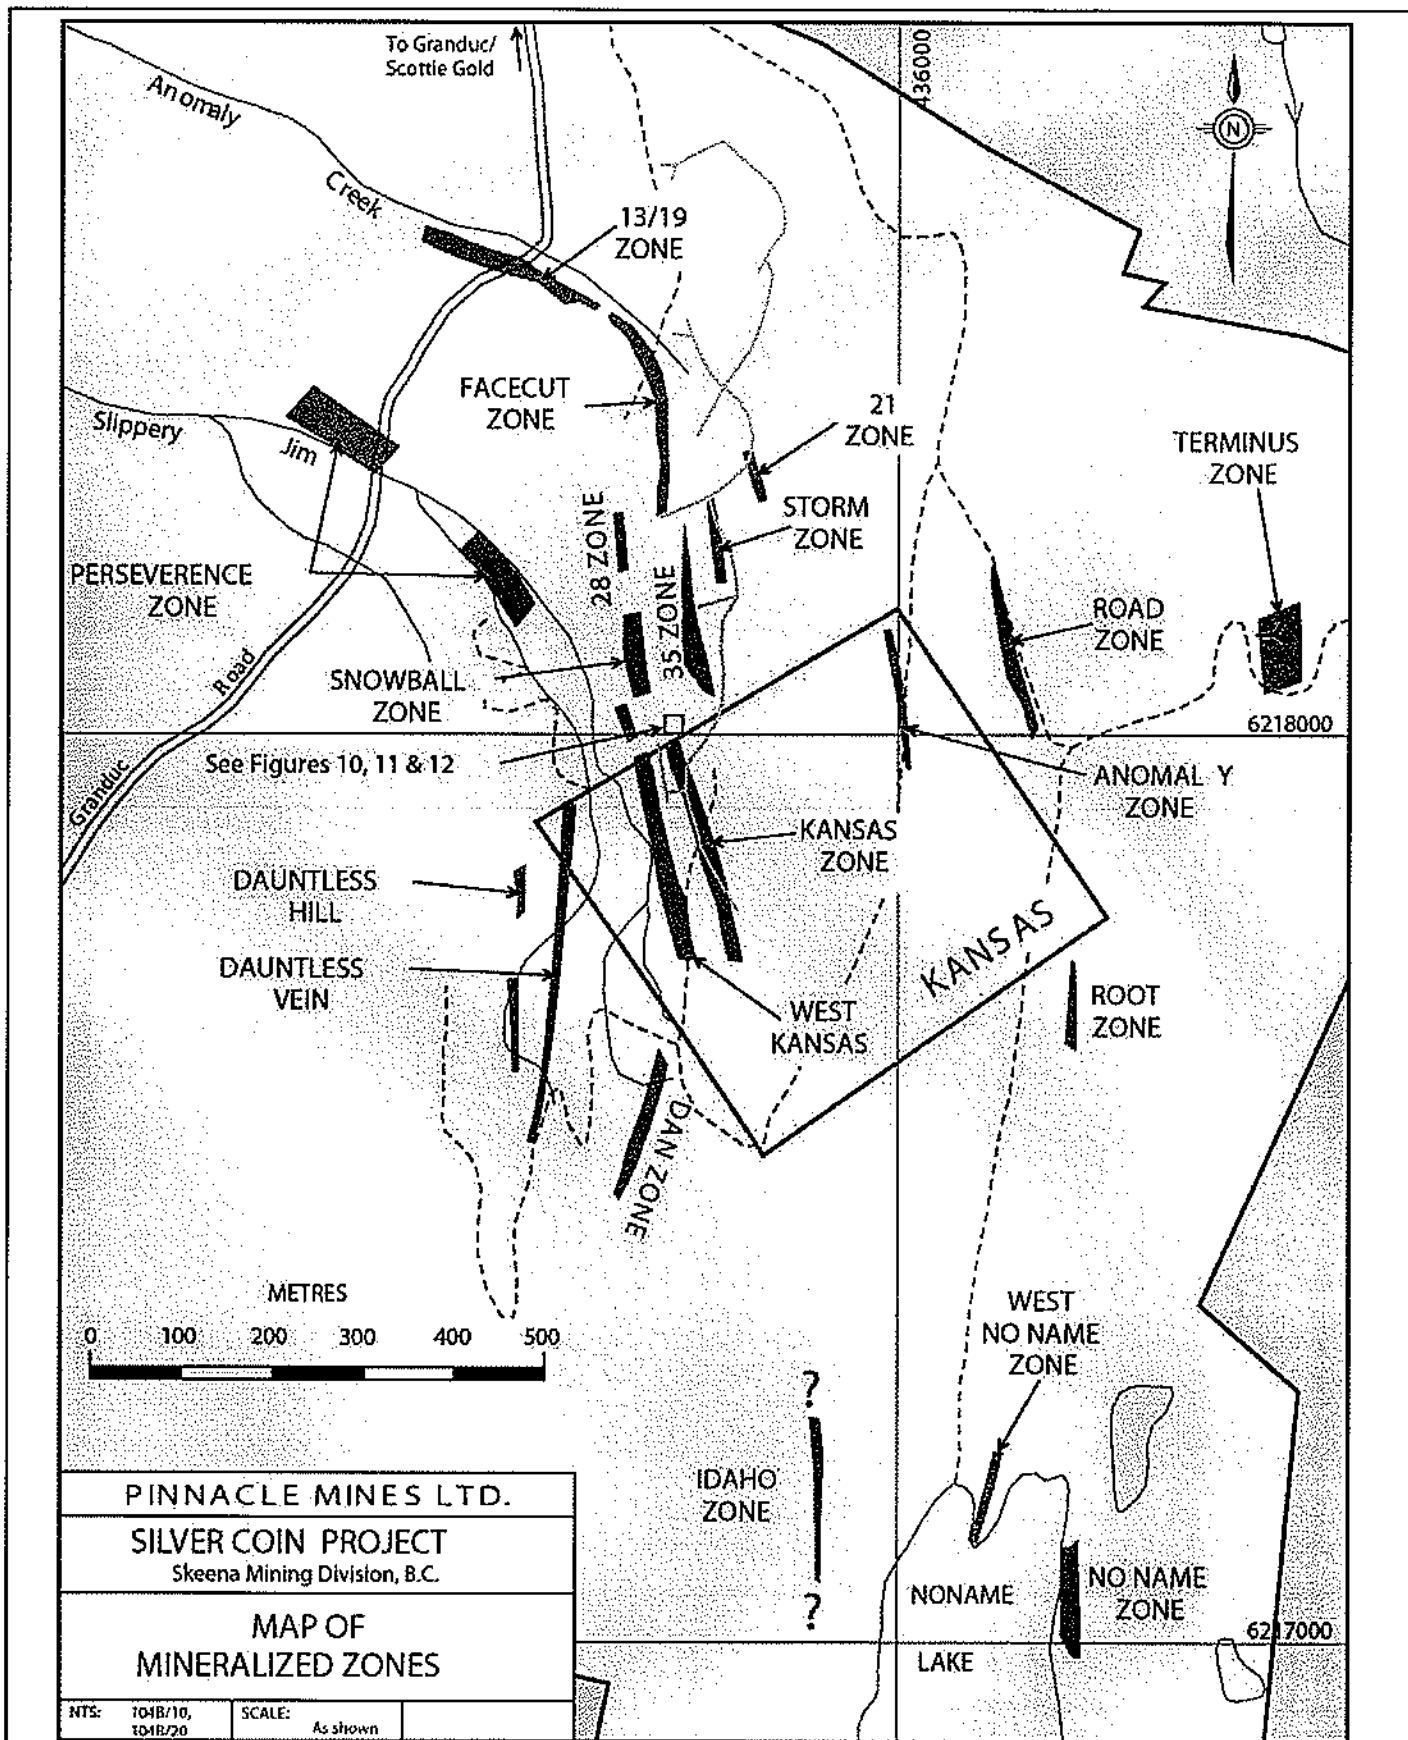 To Granduc/
Scottie Gold
436000
Anomaly
Creek
N
13/19
ZONE
FACECUT
ZONE
21
ZONE
TERMINUS
ZONE
Slippery
Jim
28 ZONE
STORM
ZONE
PERSEVERENCE
ZONE
35 ZONE
ROAD
ZONE
Road
SNOWBALL
ZONE
6218000
See Figures 10, 11 & 12
Granduc
ANOMAL Y
ZONE
KANSAS
ZONE
DAUNTLESS
HILL
KANSAS
DAUNTLESS
VEIN
WEST
KANSAS
ROOT
ZONE
DAN ZONE
METRES
0 100 200 300 400 500
WEST
NO NAME
ZONE
?
IDAHO
ZONE
?
NONAME
LAKE
NO NAME
ZONE
6217000
PINNACLE MINES LTD.
SILVER COIN PROJECT
Skeena Mining Division, B.C.
MAP OF
MINERALIZED ZONES
NTS: 104B/10,
104B/20
SCALE:
As shown